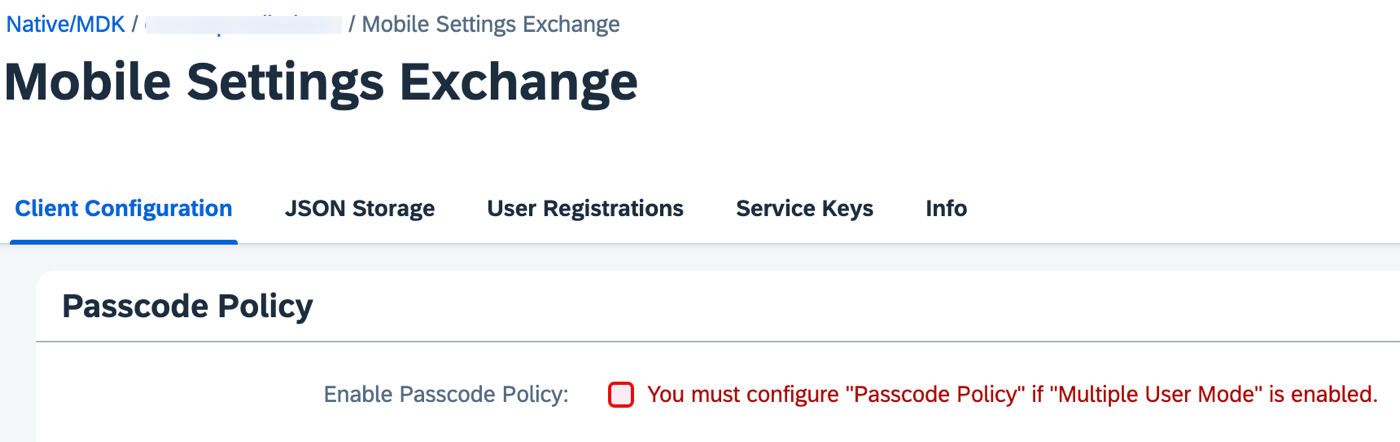 Native/MDK / / Mobile Settings Exchange
Mobile Settings Exchange
Client Configuration JSON Storage User Registrations Service Keys Info
Passcode Policy
Enable Passcode Policy: You must configure "Passcode Policy" if "Multiple User Mode" is enabled.